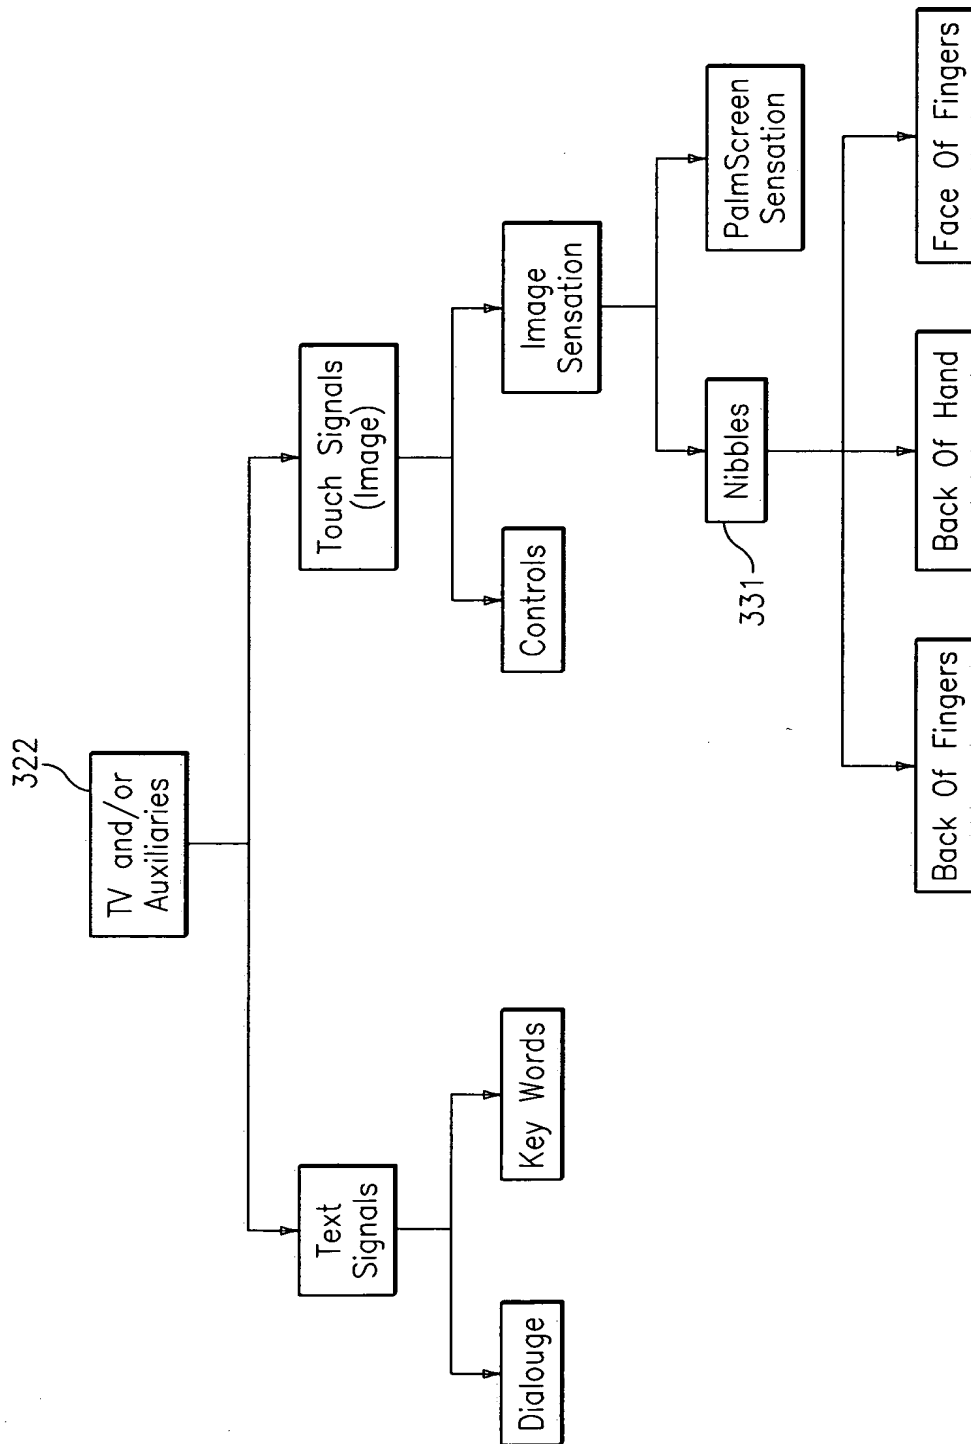 322
TV and/or
Auxiliaries
Text
Signals
Touch Signals
(Image)
Dialouge
Key Words
Controls
Image
Sensation
331
Nibbles
PalmScreen
Sensation
Back Of Fingers
Back Of Hand
Face Of Fingers